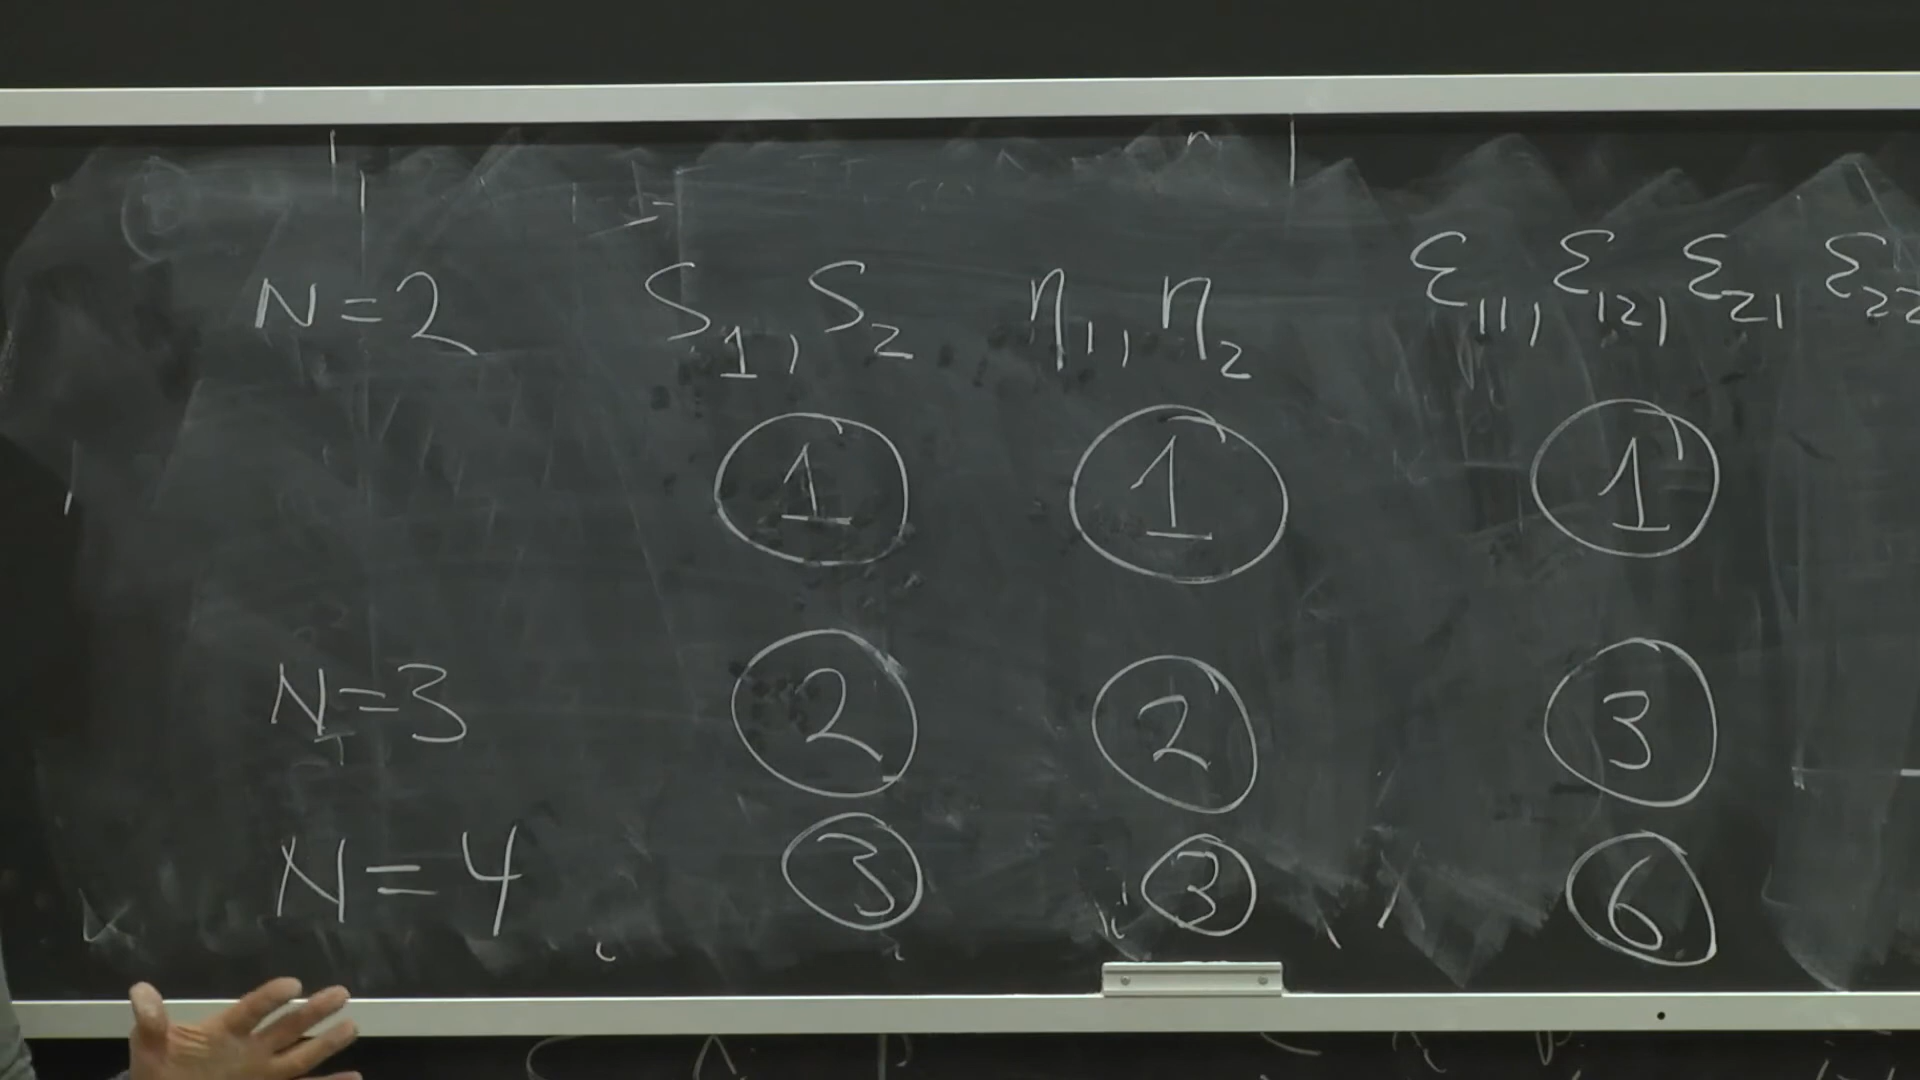 N=2 S₁, S₂ η₁, η₂ ε₁₁, ε₁₂, ε₂₁ ε₂₂
1 1 1
N=3 2 2 3
N=4 3 3 6